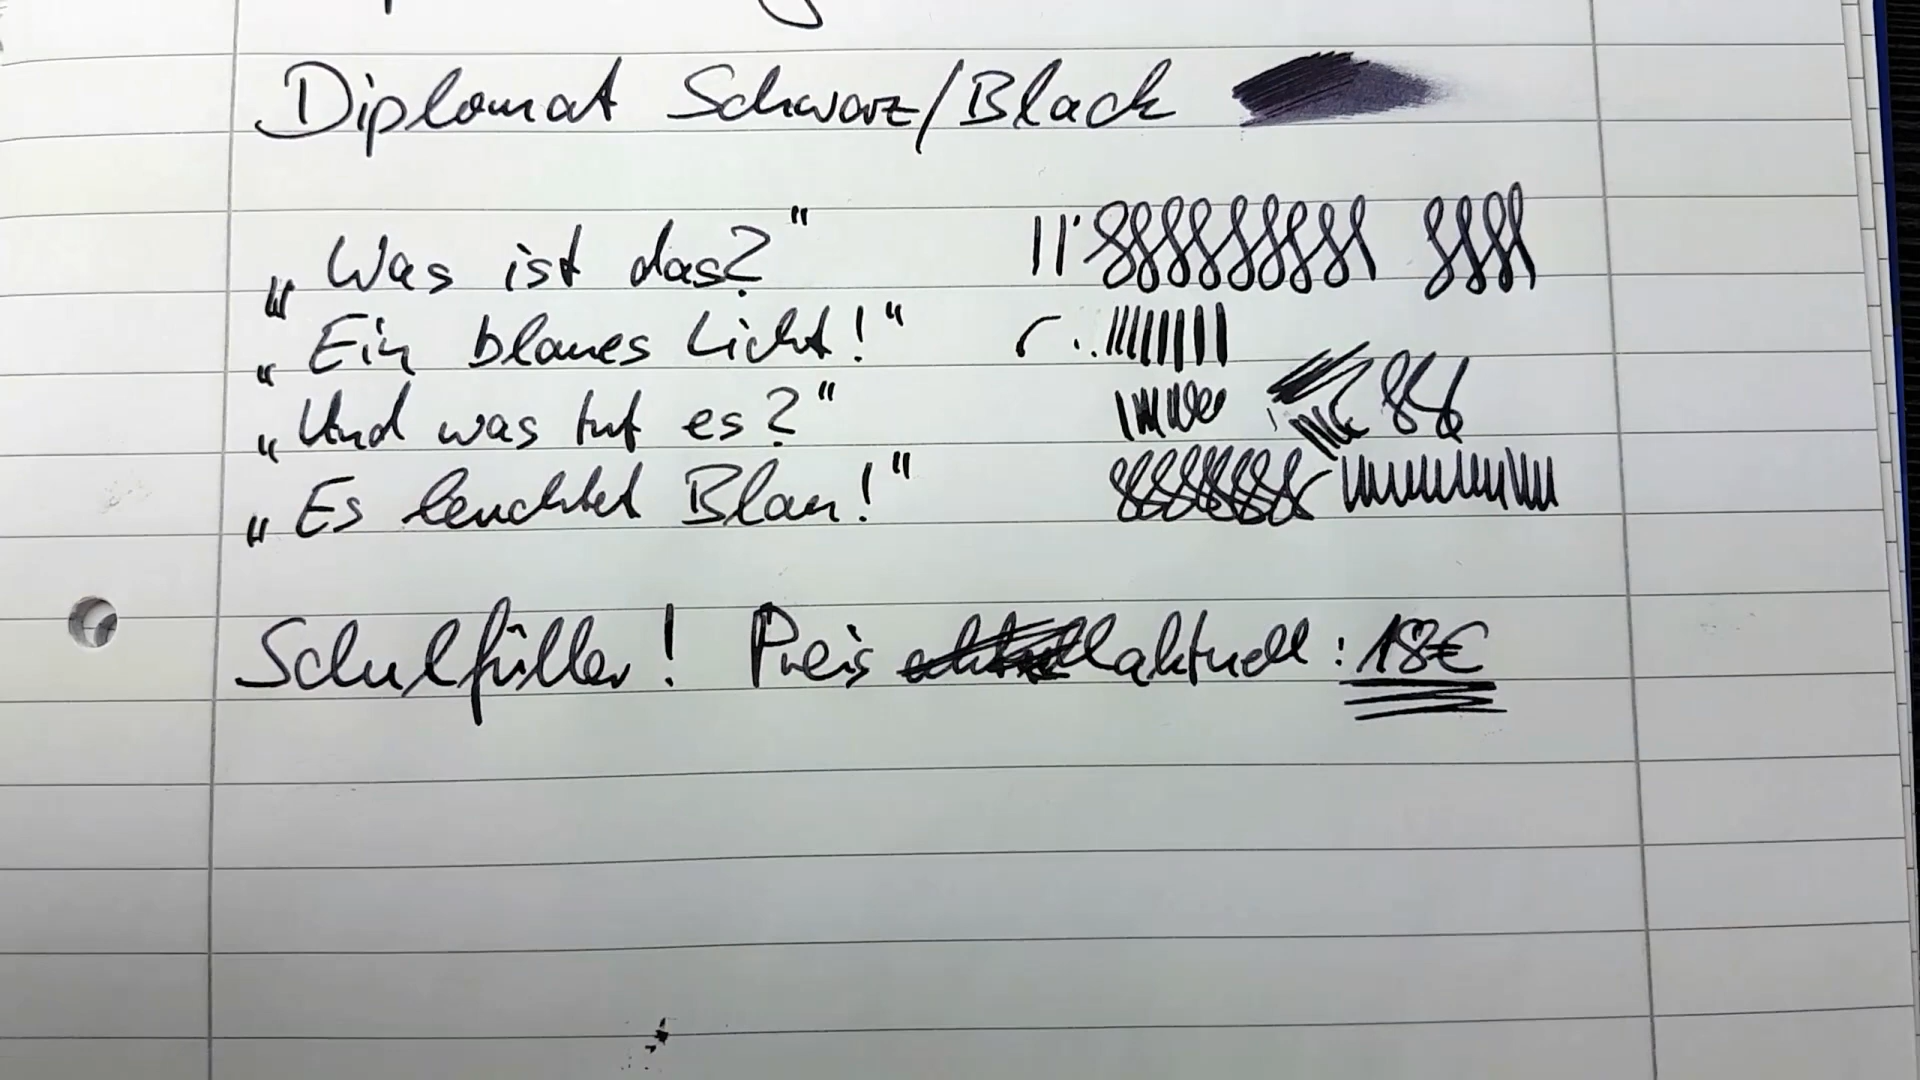 Diplomat Schwarz/Black
„Was ist das?“
„Ein blaues Licht!“
„Und was tut es?“
„Es leuchtet Blau!“
Schulfüller! Preis aktuell: 18€